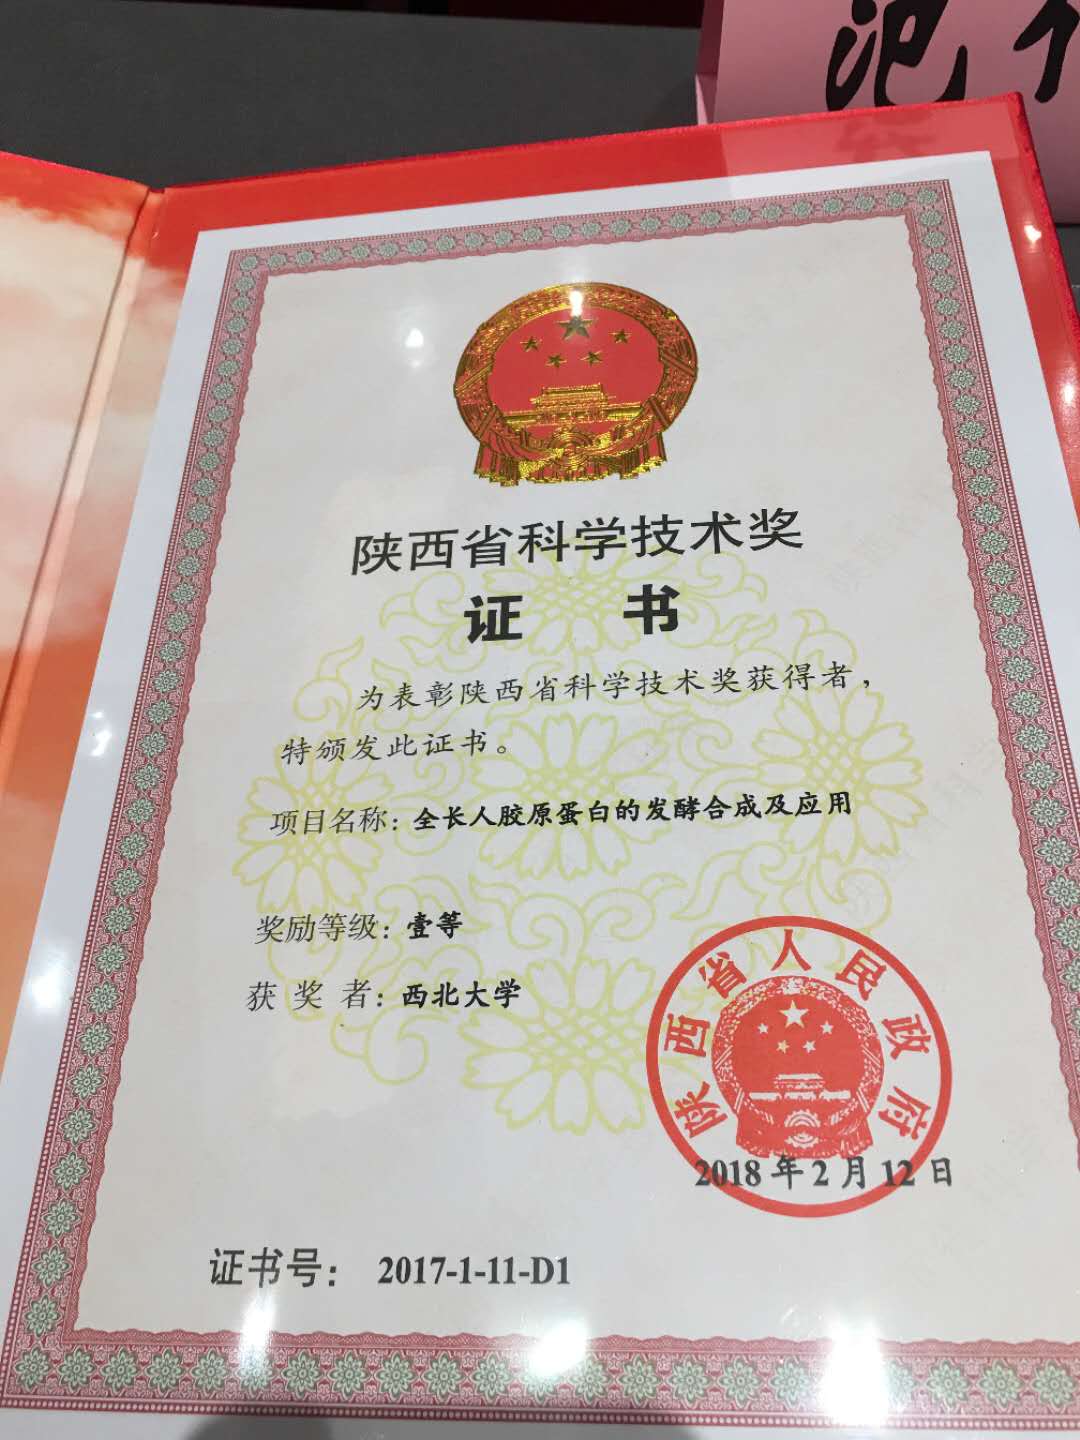 陕西省科学技术奖
证 书
为表彰陕西省科学技术奖获得者，
特颁发此证书。
项目名称：全长人胶原蛋白的发酵合成及应用
奖励等级：壹等
获 奖 者：西北大学
陕西省人民政府
2018年2月12日
证书号： 2017-1-11-D1